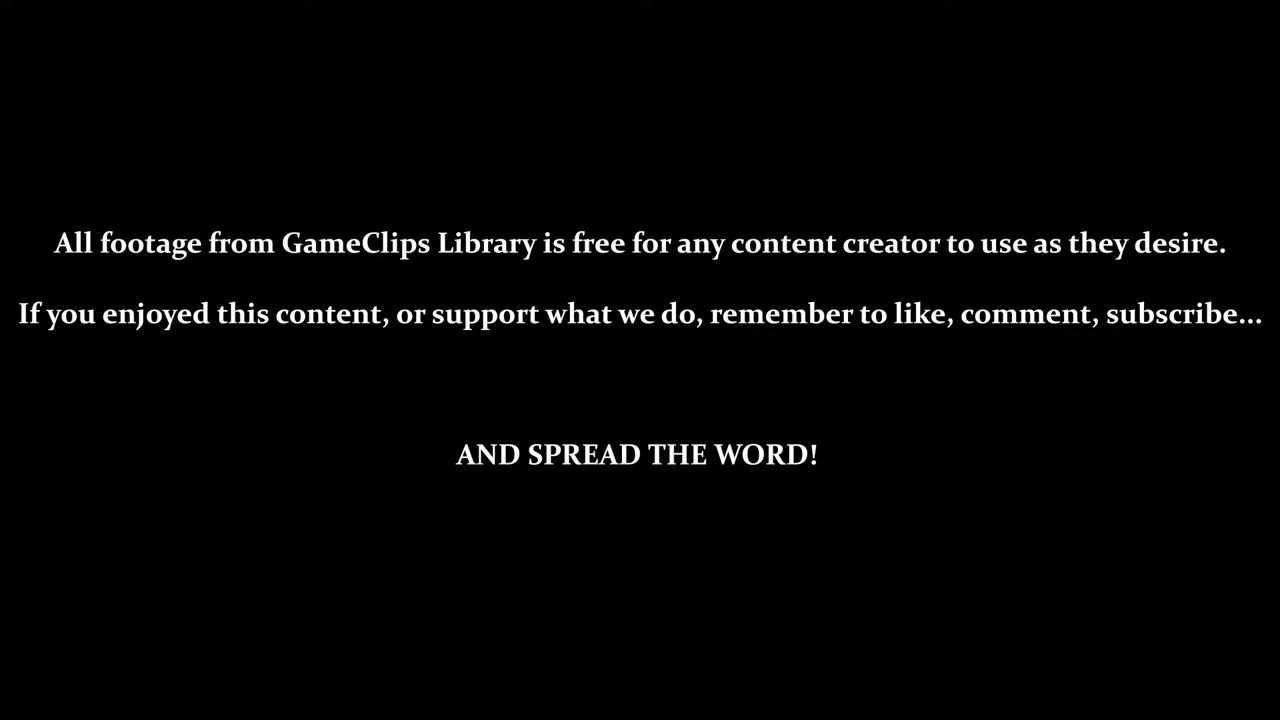 All footage from GameClips Library is free for any content creator to use as they desire.
If you enjoyed this content, or support what we do, remember to like, comment, subscribe...
AND SPREAD THE WORD!